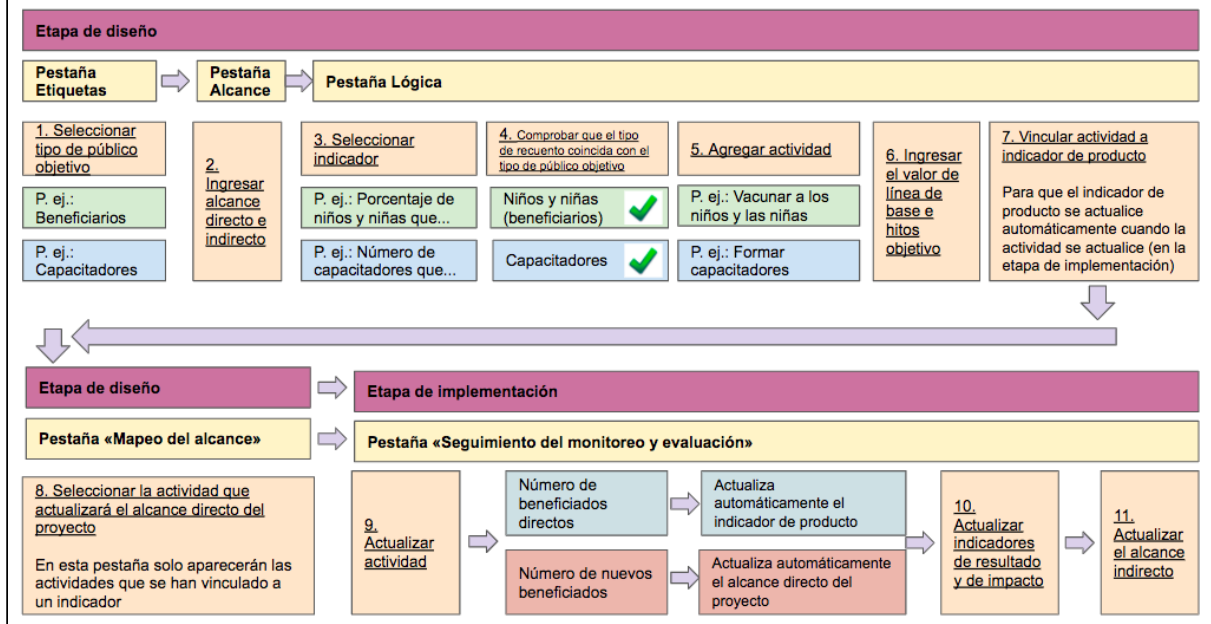 Etapa de diseño
Pestaña
Etiquetas
Pestaña
Alcance
Pestaña Lógica
1. Seleccionar
tipo de público
objetivo
P. ej.:
Beneficiarios
P. ej.:
Capacitadores
2.
Ingresar
alcance
directo e
indirecto
3. Seleccionar
indicador
P. ej.: Porcentaje de
niños y niñas que...
P. ej.: Número de
capacitadores que...
4. Comprobar que el tipo
de recuento coincida con el
tipo de público objetivo
Niños y niñas
(beneficiarios)
Capacitadores
5. Agregar actividad
P. ej.: Vacunar a los
niños y las niñas
P. ej.: Formar
capacitadores
6. Ingresar
el valor de
línea de
base e
hitos
objetivo
7. Vincular actividad a
indicador de producto
Para que el indicador de
producto se actualice
automáticamente cuando la
actividad se actualice (en la
etapa de implementación)
Etapa de diseño
Etapa de implementación
Pestaña «Mapeo del alcance»
Pestaña «Seguimiento del monitoreo y evaluación»
8. Seleccionar la actividad que
actualizará el alcance directo del
proyecto
En esta pestaña solo aparecerán las
actividades que se han vinculado a
un indicador
9.
Actualizar
actividad
Número de
beneficiados
directos
Actualiza
automáticamente el
indicador de producto
Número de nuevos
beneficiados
Actualiza automáticamente
el alcance directo del
proyecto
10.
Actualizar
indicadores
de resultado
y de impacto
11.
Actualizar
el alcance
indirecto